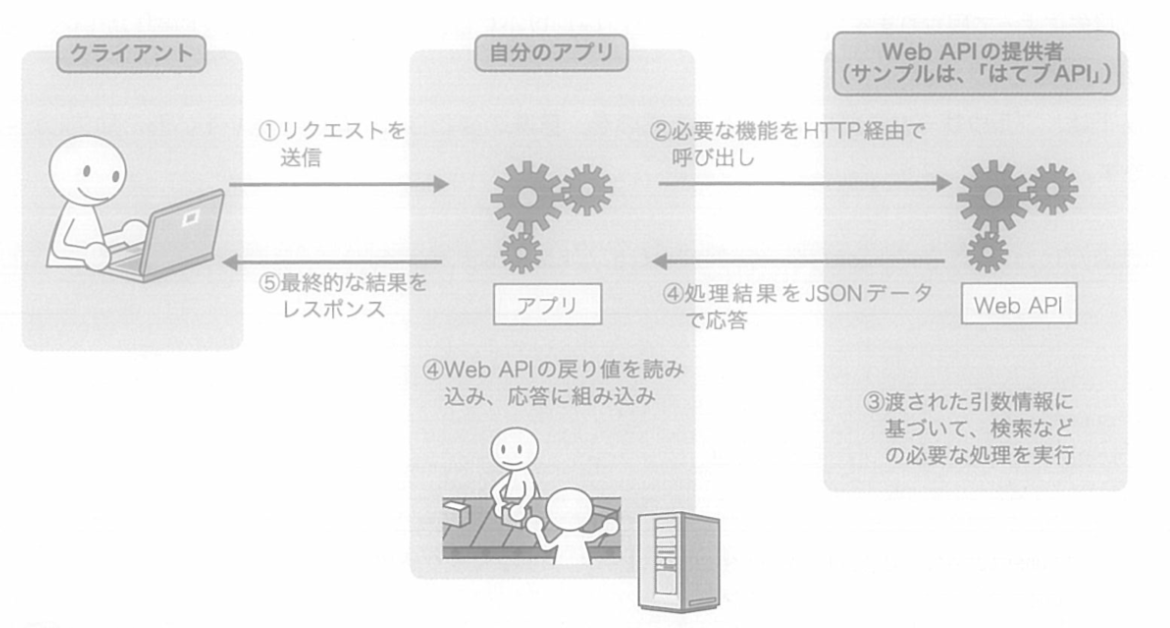 クライアント
自分のアプリ
Web APIの提供者
(サンプルは、「はてブAPI」)
①リクエストを
送信
②必要な機能をHTTP経由で
呼び出し
⑤最終的な結果を
レスポンス
アプリ
④処理結果をJSONデータ
で応答
Web API
④Web APIの戻り値を読み
込み、応答に組み込み
③渡された引数情報に
基づいて、検索など
の必要な処理を実行